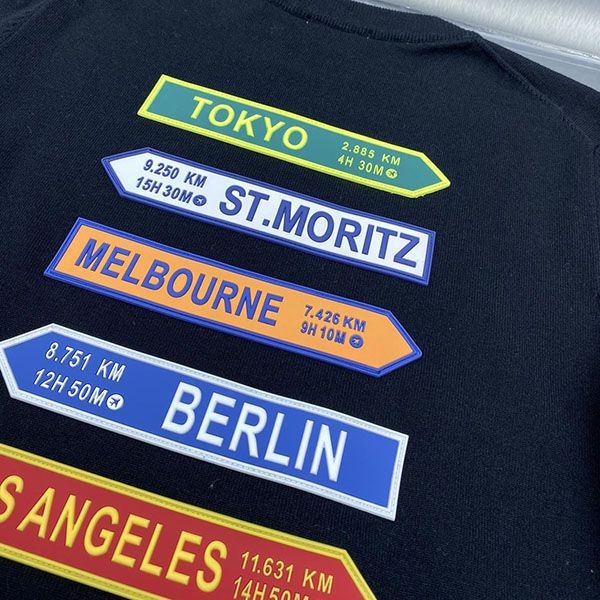 TOKYO
2.885 KM
4H 30M
9.250 KM
15H 30M
ST.MORITZ
MELBOURNE
7.426 KM
9H 10M
8.751 KM
12H 50M
BERLIN
S ANGELES
11.631 KM
14H 50M